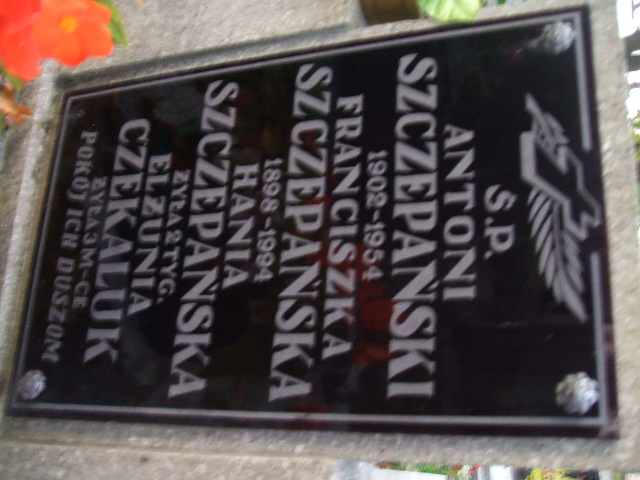 Ś.P.
ANTONI
SZCZEPAŃSKI
1902-1954
FRANCISZKA
SZCZEPAŃSKA
1898-1994
HANIA
SZCZEPAŃSKA
ŻYŁA 2 TYG.
ELŻUNIA
CZEKALUK
ŻYŁA 3 M-CE
POKÓJ ICH DUSZOM